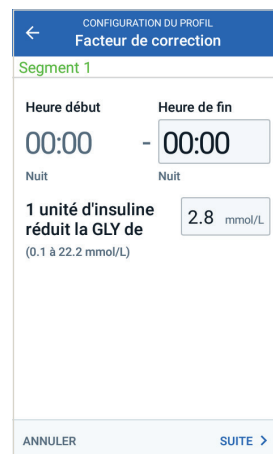 CONFIGURATION DU PROFIL
Facteur de correction
Segment 1
Heure début Heure de fin
00:00 - 00:00
Nuit Nuit
1 unité d'insuline
réduit la GLY de
2.8 mmol/L
(0.1 à 22.2 mmol/L)
ANNULER SUITE